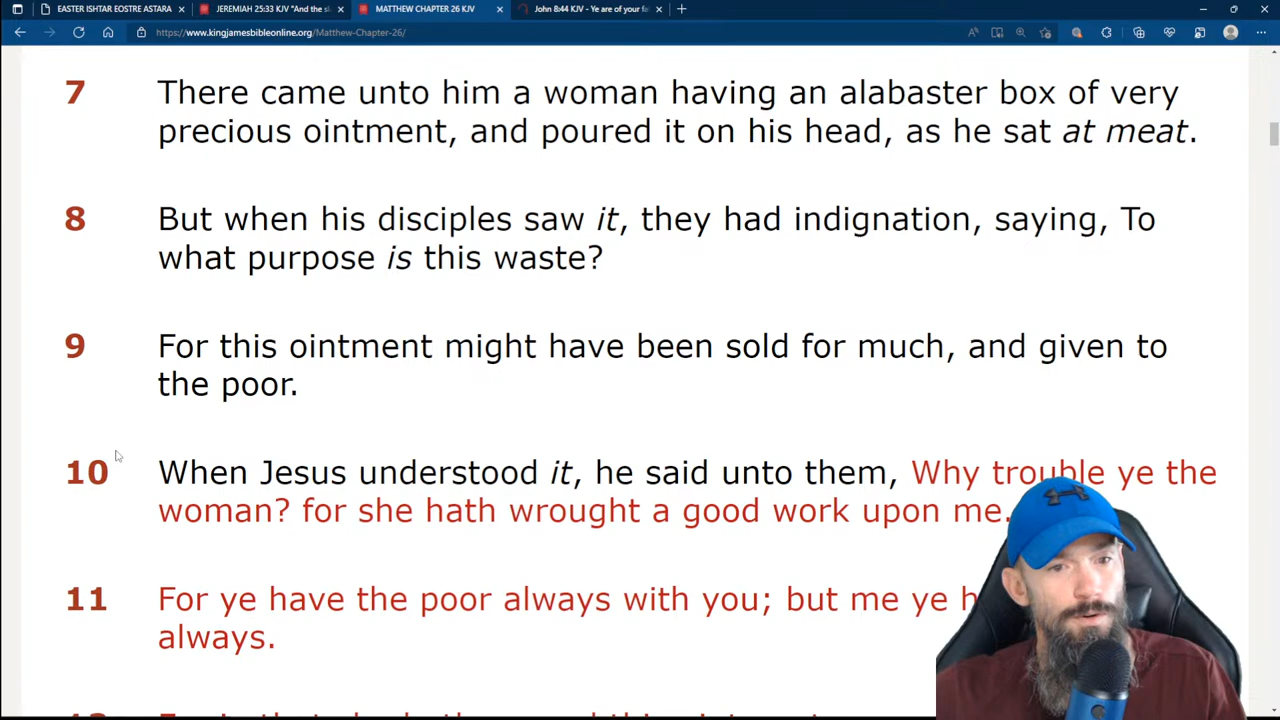 EASTER ISHTAR EOSTRE ASTARA
JEREMIAH 25:33 KJV "And the sl
MATTHEW CHAPTER 26 KJV
John 8:44 KJV - Ye are of your fa
https://www.kingjamesbibleonline.org/Matthew-Chapter-26/
7 There came unto him a woman having an alabaster box of very
precious ointment, and poured it on his head, as he sat at meat.
8 But when his disciples saw it, they had indignation, saying, To
what purpose is this waste?
9 For this ointment might have been sold for much, and given to
the poor.
10 When Jesus understood it, he said unto them, Why trouble ye the
woman? for she hath wrought a good work upon me.
11 For ye have the poor always with you; but me ye h
always.